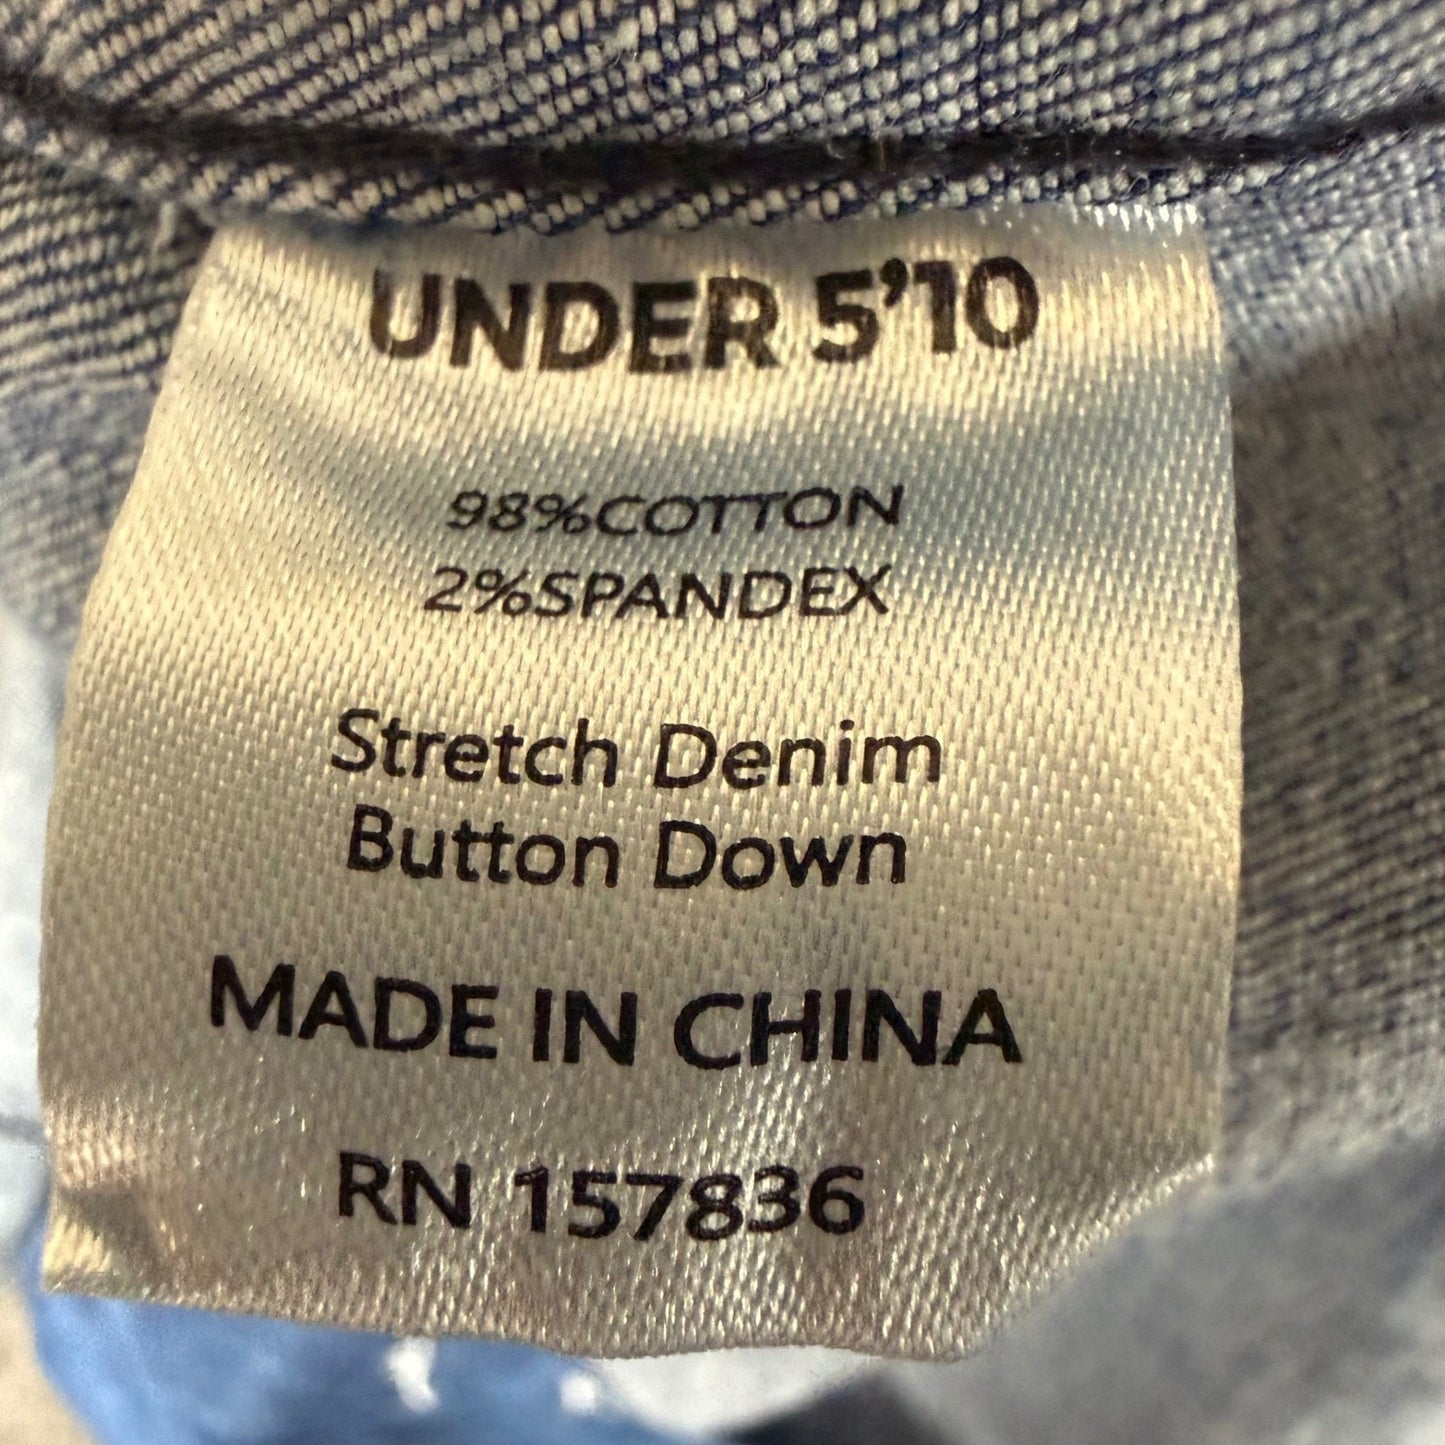 UNDER 5'10
98%COTTON
2%SPANDEX
Stretch Denim
Button Down
MADE IN CHINA
RN 157836